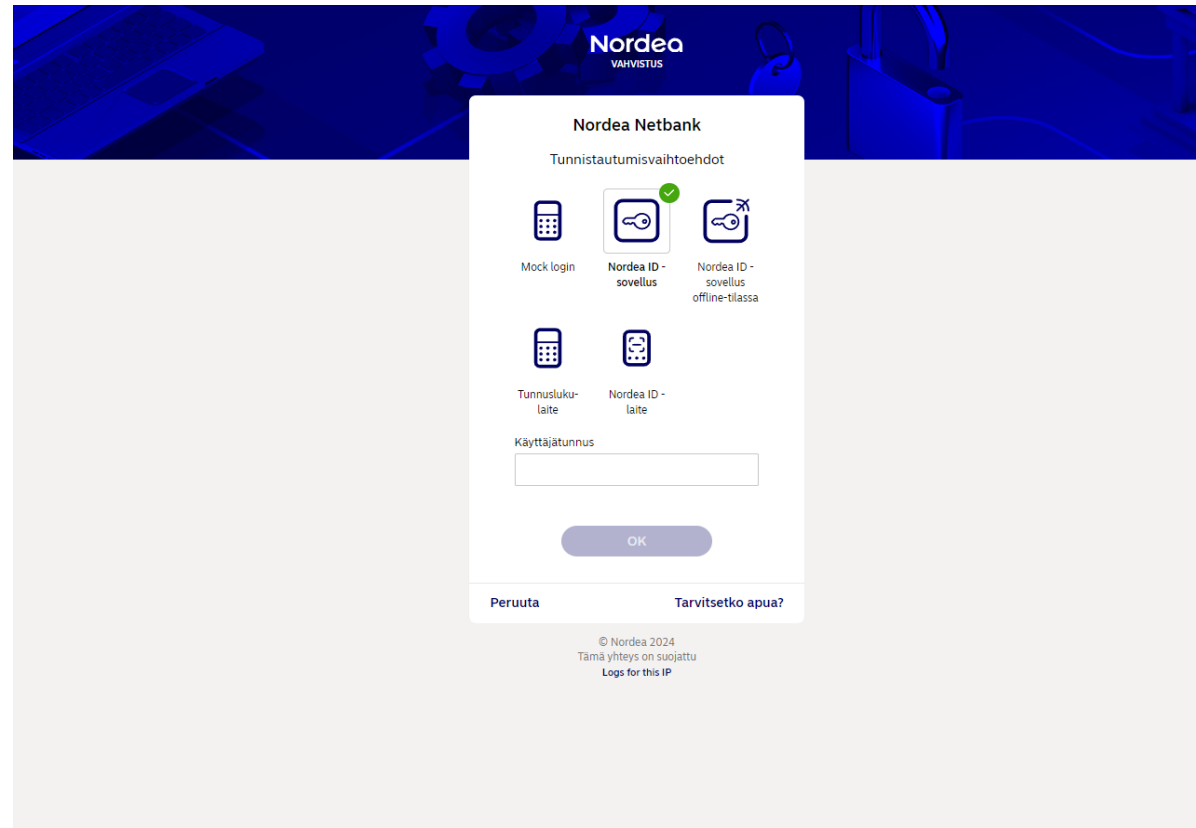 Nordea
VAHVISTUS
Nordea Netbank
Tunnistautumisvaihtoehdot
Mock login
Nordea ID -
sovellus
Nordea ID -
sovellus
offline-tilassa
Tunnusluku-
laite
Nordea ID -
laite
Käyttäjätunnus
OK
Peruuta
Tarvitsetko apua?
© Nordea 2024
Tämä yhteys on suojattu
Logs for this IP